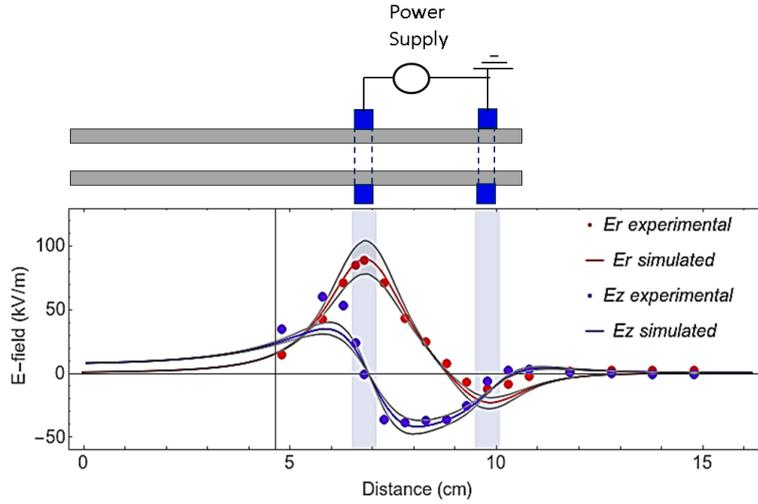 Power
Supply
Er experimental
Er simulated
Ez experimental
Ez simulated
E-field (kV/m)
100
50
0
−50
0
5
10
15
Distance (cm)